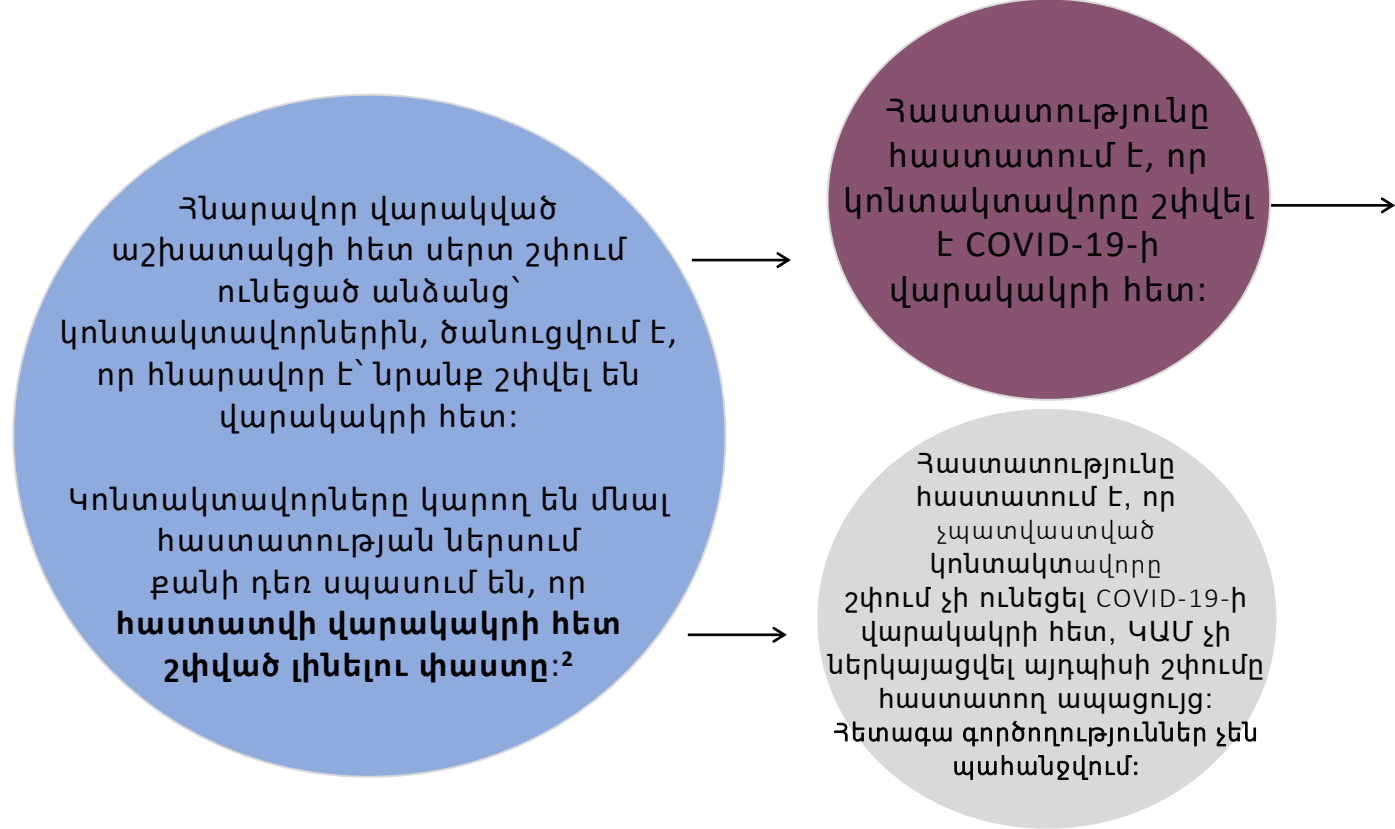 Հնարավոր վարակված
աշխատակցի հետ սերտ շփում
ունեցած անձանց՝
կոնտակտավորներին, ծանուցվում է,
որ հնարավոր է՝ նրանք շփվել են
վարակակրի հետ:
Կոնտակտավորները կարող են մնալ
հաստատության ներսում
քանի դեռ սպասում են, որ
հաստատվի վարակակրի հետ
շփված լինելու փաստը:²
Հաստատությունը
հաստատում է, որ
կոնտակտավորը շփվել
է COVID-19-ի
վարակակրի հետ:
Հաստատությունը
հաստատում է, որ
չպատվաստված
կոնտակտավորը
շփում չի ունեցել COVID-19-ի
վարակակրի հետ, ԿԱՄ չի
ներկայացվել այդպիսի շփումը
հաստատող ապացույց:
Հետագա գործողություններ չեն
պահանջվում: